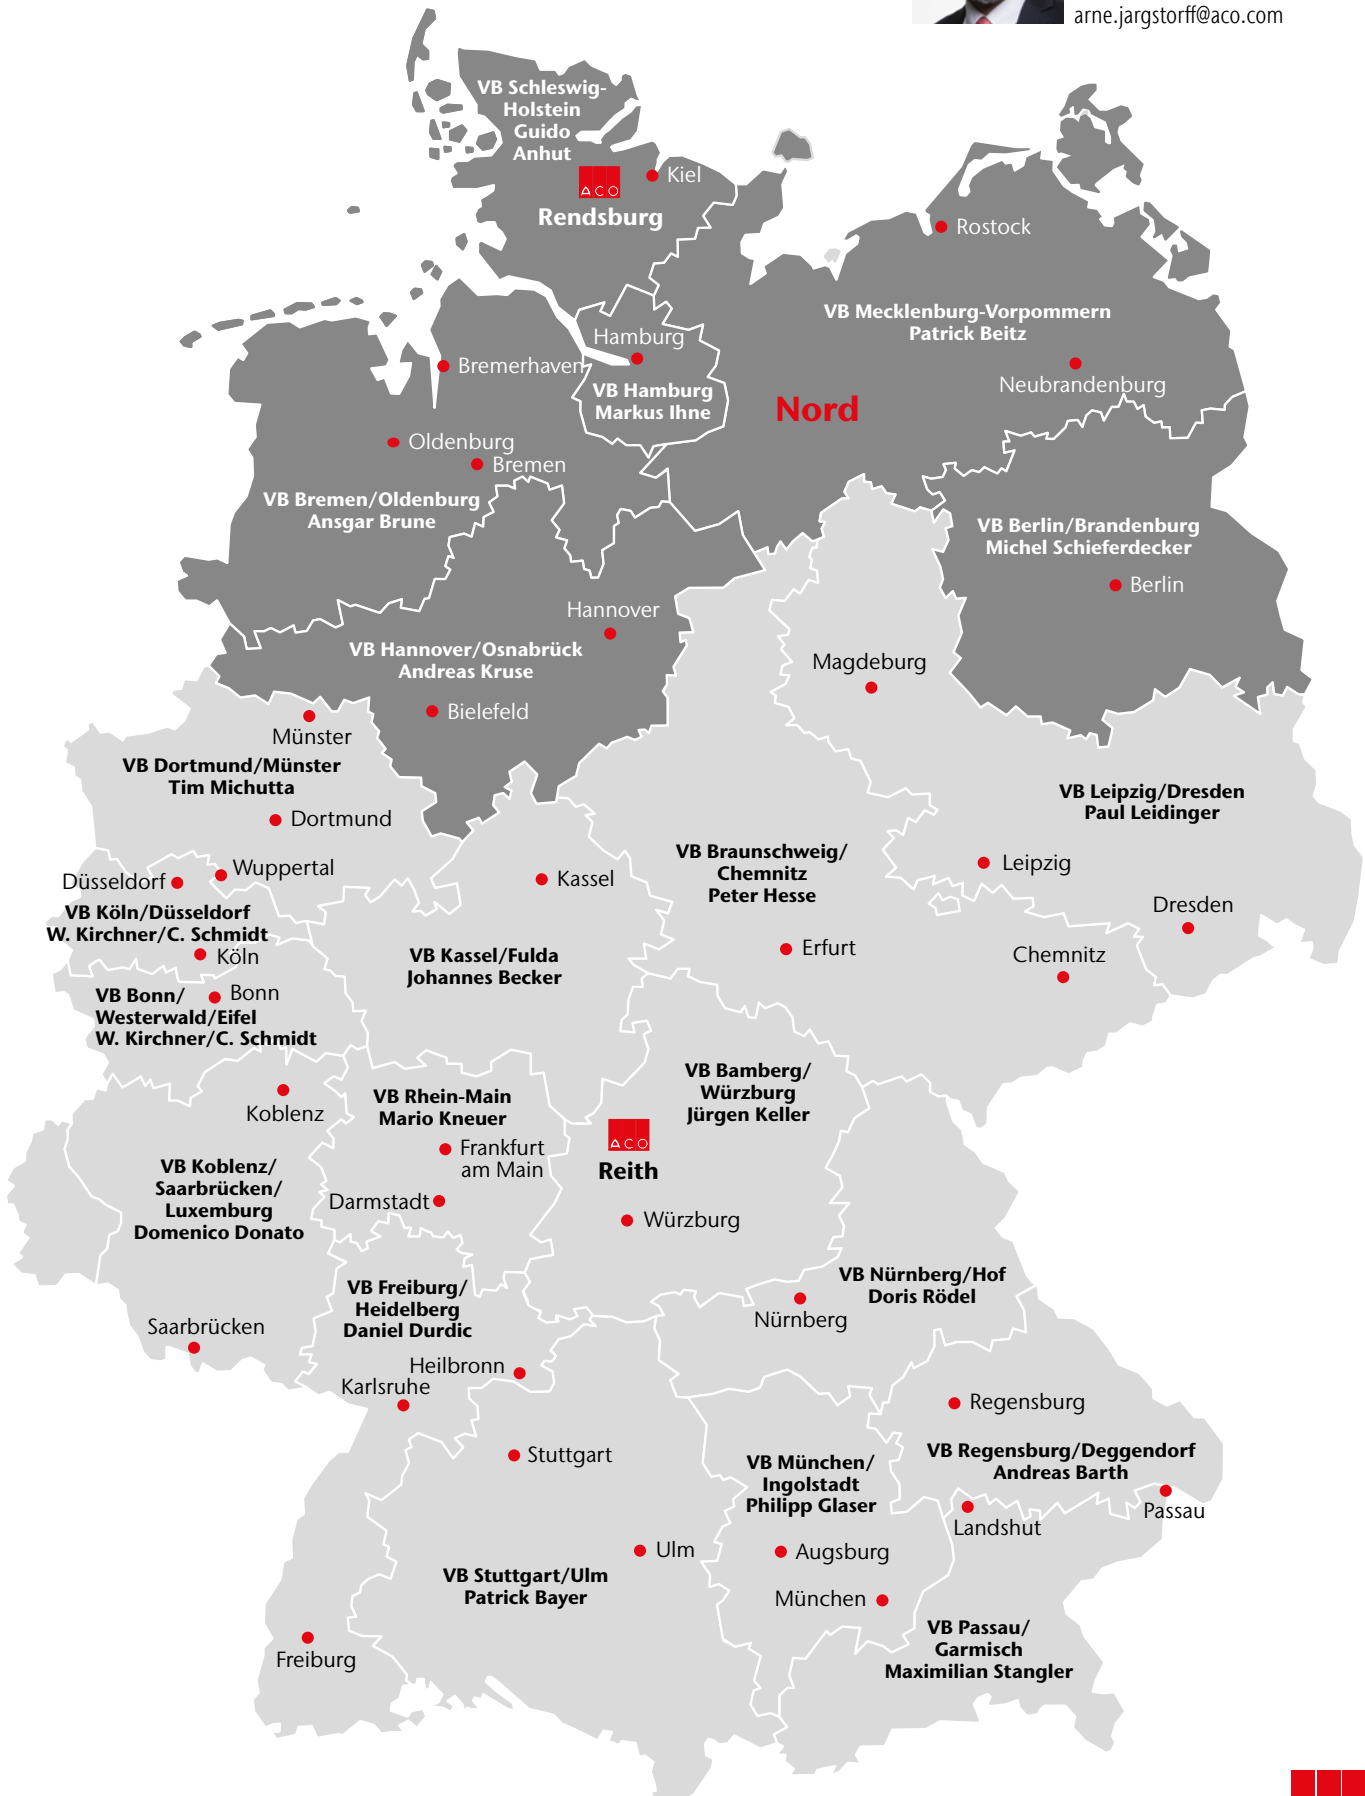 arne.jargstorff@aco.com
VB Schleswig-
Holstein
Guido
Anhut
Kiel
ACO
Rendsburg
Rostock
VB Mecklenburg-Vorpommern
Patrick Beitz
Hamburg
Bremerhaven
Neubrandenburg
VB Hamburg
Markus Ihne
Nord
Oldenburg
Bremen
VB Bremen/Oldenburg
Ansgar Brune
VB Berlin/Brandenburg
Michel Schieferdecker
Berlin
Hannover
VB Hannover/Osnabrück
Andreas Kruse
Magdeburg
Bielefeld
Münster
VB Dortmund/Münster
Tim Michutta
VB Leipzig/Dresden
Paul Leidinger
Dortmund
VB Braunschweig/
Chemnitz
Peter Hesse
Leipzig
Wuppertal
Düsseldorf
Kassel
VB Köln/Düsseldorf
W. Kirchner/C. Schmidt
Dresden
Köln
VB Kassel/Fulda
Johannes Becker
Erfurt
Chemnitz
Bonn
VB Bonn/
Westerwald/Eifel
W. Kirchner/C. Schmidt
VB Bamberg/
Würzburg
Jürgen Keller
VB Rhein-Main
Mario Kneuer
Koblenz
ACO
Reith
Frankfurt
am Main
VB Koblenz/
Saarbrücken/
Luxemburg
Domenico Donato
Darmstadt
Würzburg
VB Nürnberg/Hof
Doris Rödel
VB Freiburg/
Heidelberg
Daniel Durdic
Nürnberg
Saarbrücken
Heilbronn
Karlsruhe
Regensburg
Stuttgart
VB München/
Ingolstadt
Philipp Glaser
VB Regensburg/Deggendorf
Andreas Barth
Passau
Landshut
Ulm
Augsburg
VB Stuttgart/Ulm
Patrick Bayer
München
VB Passau/
Garmisch
Maximilian Stangler
Freiburg